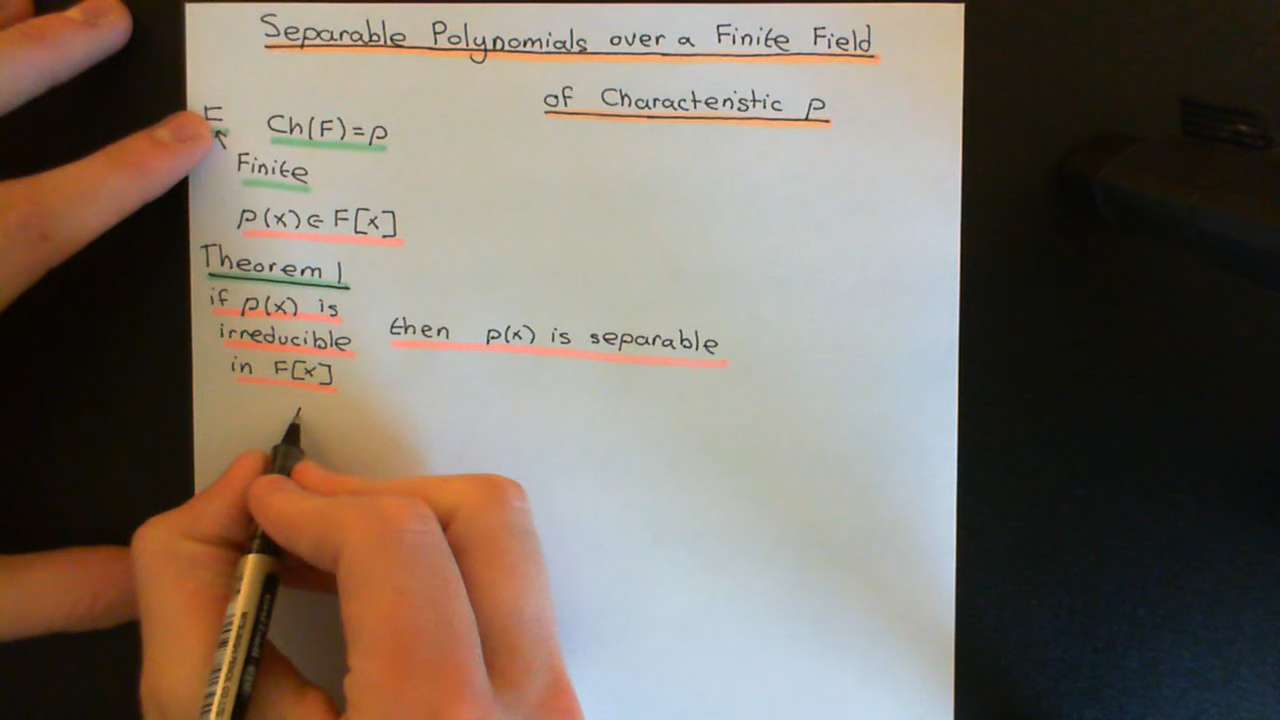 Separable Polynomials over a Finite Field
of Characteristic p
F Ch(F)=p
Finite
p(x)∈F[x]
Theorem 1
if p(x) is
irreducible then p(x) is separable
in F[x]